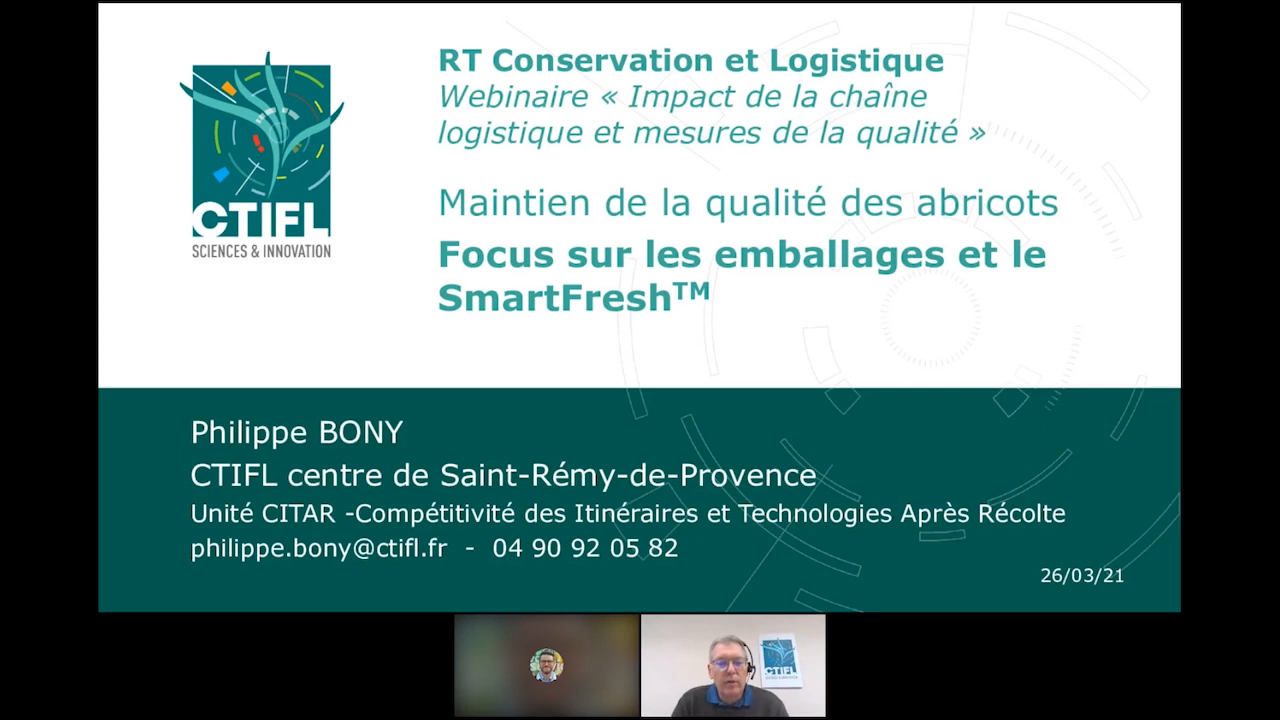 RT Conservation et Logistique
Webinaire « Impact de la chaîne
logistique et mesures de la qualité »
CTIFL
SCIENCES & INNOVATION
Maintien de la qualité des abricots
Focus sur les emballages et le
SmartFresh™
Philippe BONY
CTIFL centre de Saint-Rémy-de-Provence
Unité CITAR -Compétitivité des Itinéraires et Technologies Après Récolte
philippe.bony@ctifl.fr - 04 90 92 05 82
26/03/21
CTIFL